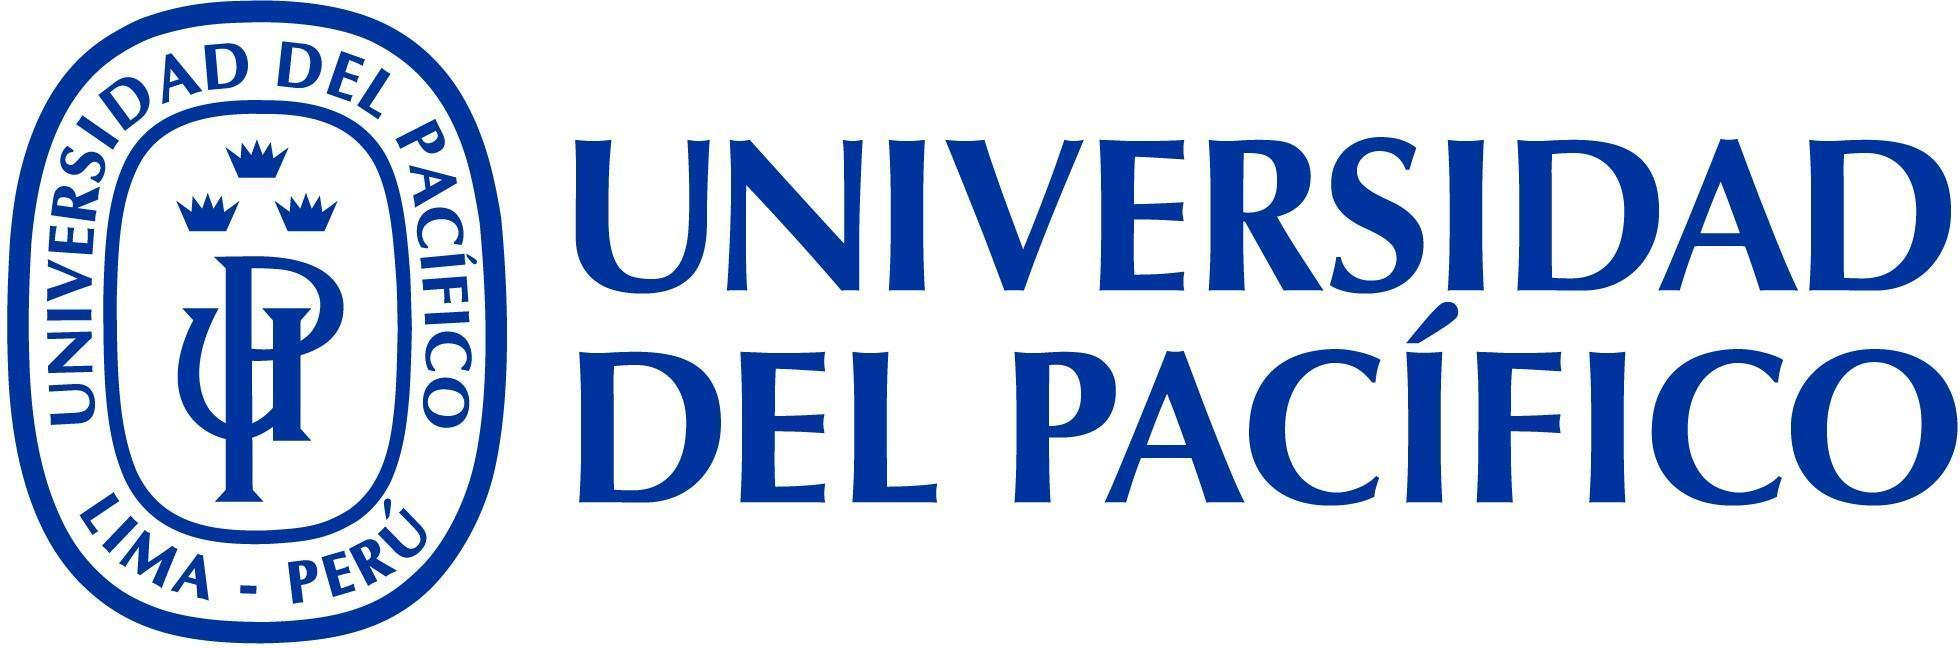 UNIVERSIDAD DEL PACÍFICO
UP
LIMA - PERÚ
UNIVERSIDAD
DEL PACÍFICO